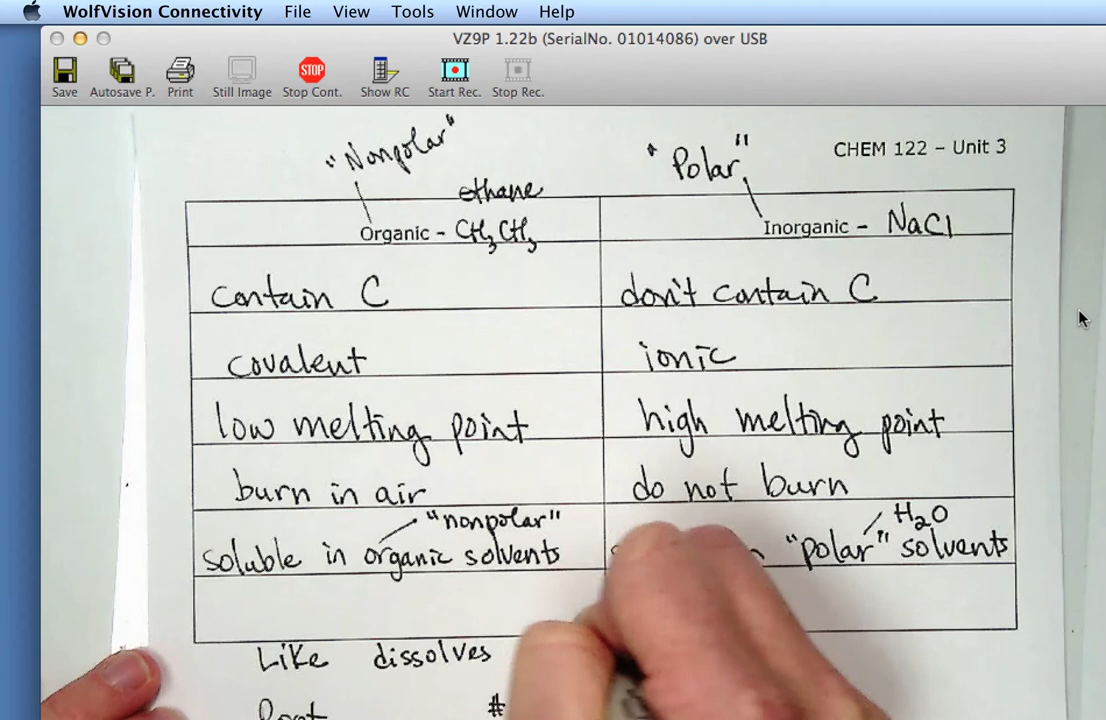 WolfVision Connectivity File View Tools Window Help
VZ9P 1.22b (SerialNo. 01014086) over USB
Save Autosave P. Print Still Image Stop Cont. Show RC Start Rec. Stop Rec.
STOP
"Nonpolar" "Polar" CHEM 122 – Unit 3
ethane
Organic - CH3CH3 Inorganic – NaCl
contain C don't contain C
covalent ionic
low melting point high melting point
burn in air do not burn
"nonpolar" H2O
soluble in organic solvents "polar" solvents
Like dissolves
#